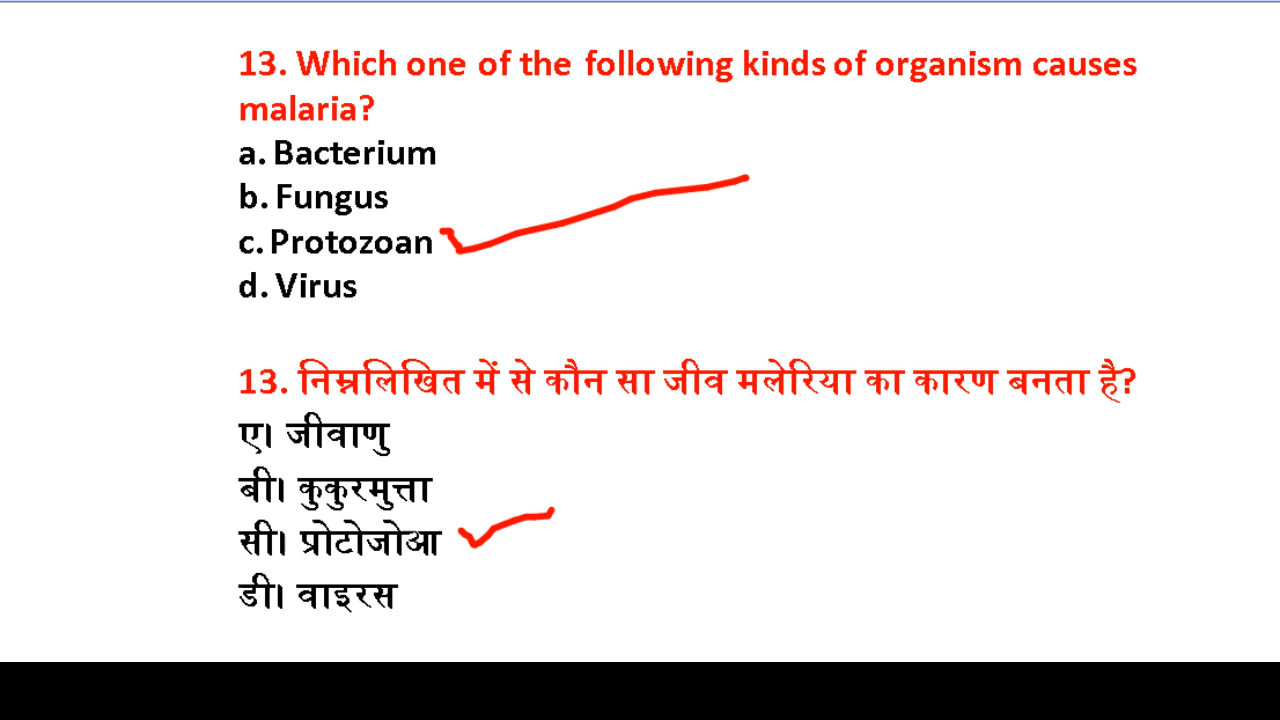 13. Which one of the following kinds of organism causes
malaria?
a. Bacterium
b. Fungus
c. Protozoan
d. Virus
13. निम्नलिखित में से कौन सा जीव मलेरिया का कारण बनता है?
ए। जीवाणु
बी। कुकुरमुत्ता
सी। प्रोटोजोआ
डी। वाइरस